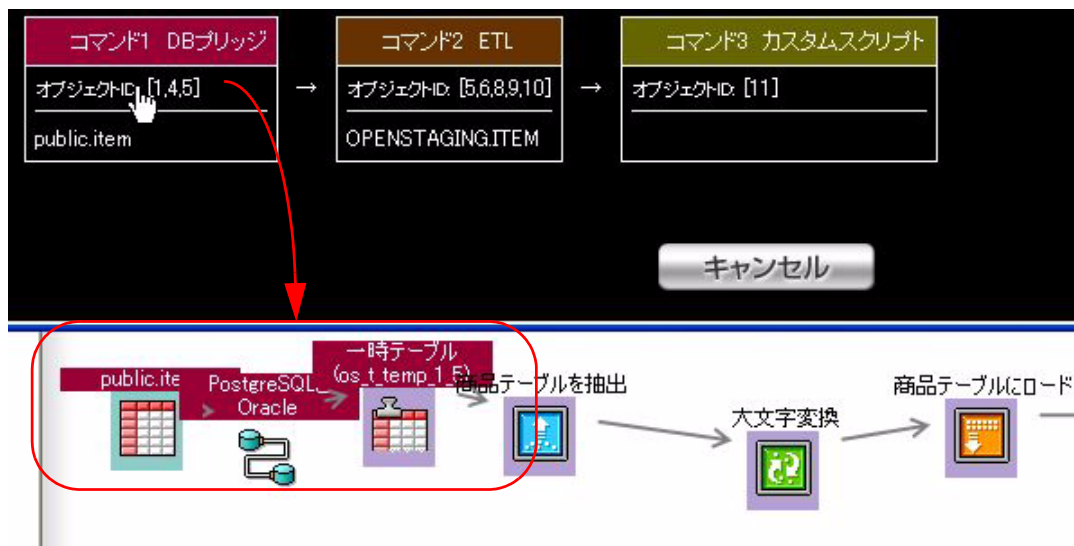 コマンド1 DBブリッジ
オブジェクトID: [1,4,5]
public.item
→
コマンド2 ETL
オブジェクトID: [5,6,8,9,10]
OPENSTAGING.ITEM
→
コマンド3 カスタムスクリプト
オブジェクトID: [11]
キャンセル
public.ite
PostgreSQL
Oracle
一時テーブル
(os_t_temp_1_5)
商品テーブルを抽出
大文字変換
商品テーブルにロード